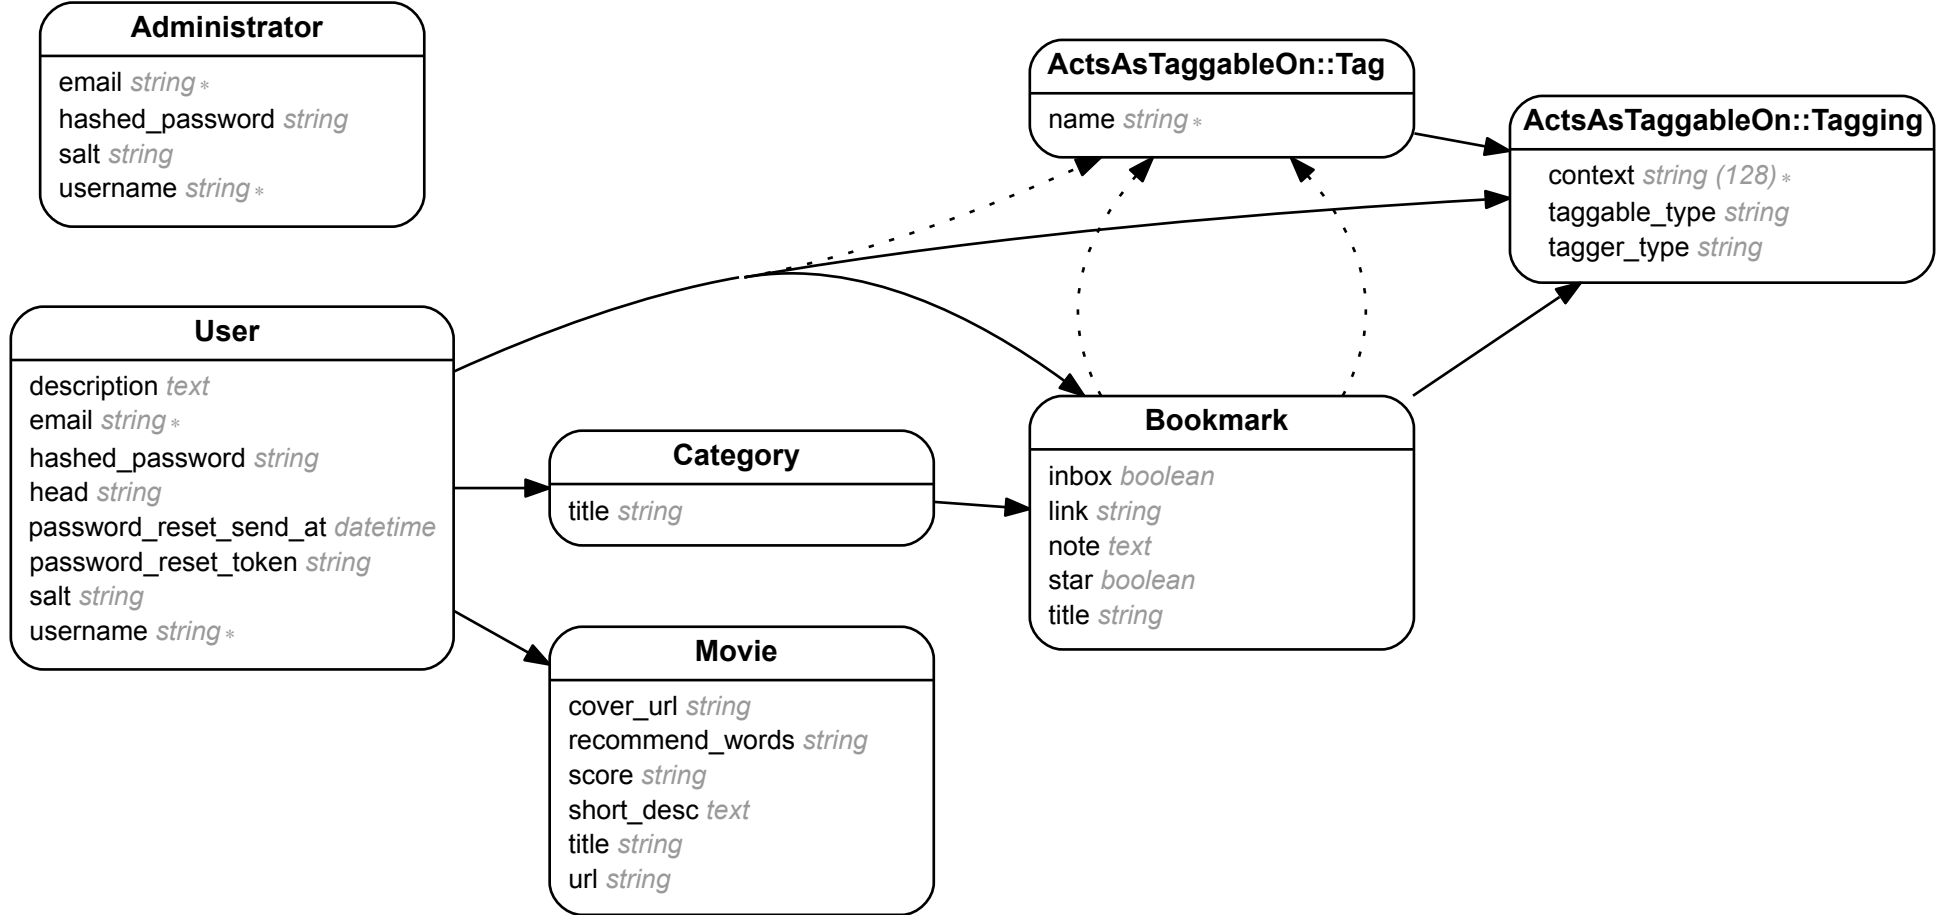 Administrator
email string *
hashed_password string
salt string
username string *
ActsAsTaggableOn::Tag
name string *
ActsAsTaggableOn::Tagging
context string (128) *
taggable_type string
tagger_type string
User
description text
email string *
hashed_password string
head string
password_reset_send_at datetime
password_reset_token string
salt string
username string *
Category
title string
Bookmark
inbox boolean
link string
note text
star boolean
title string
Movie
cover_url string
recommend_words string
score string
short_desc text
title string
url string